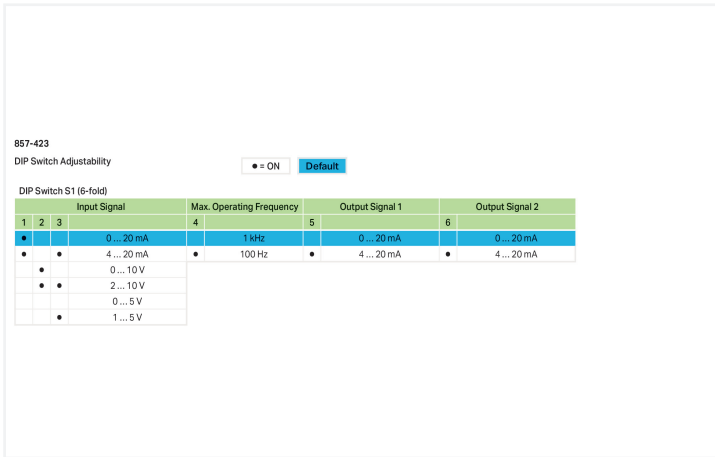 857-423
DIP Switch Adjustability
● = ON Default
DIP Switch S1 (6-fold)
Input Signal Max. Operating Frequency Output Signal 1 Output Signal 2
1 2 3 4 5 6
● 0 ... 20 mA 1 kHz 0 ... 20 mA 0 ... 20 mA
● ● 4 ... 20 mA ● 100 Hz ● 4 ... 20 mA ● 4 ... 20 mA
● 0 ... 10 V
● ● 2 ... 10 V
0 ... 5 V
● 1 ... 5 V